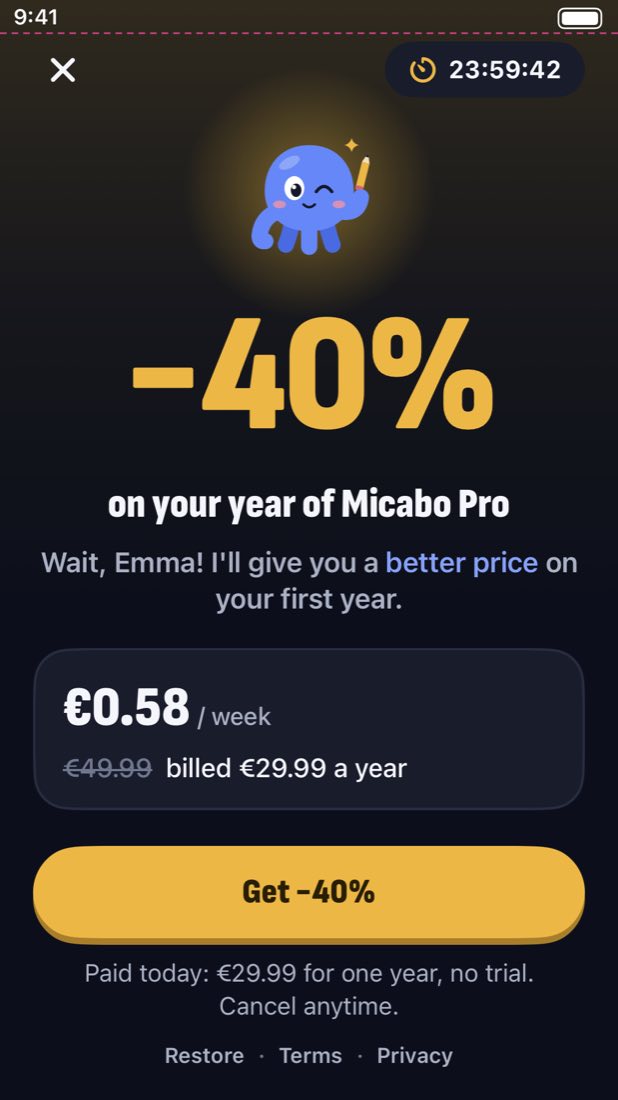 9:41
23:59:42
-40%
on your year of Micabo Pro
Wait, Emma! I'll give you a better price on
your first year.
€0.58 / week
€49.99 billed €29.99 a year
Get -40%
Paid today: €29.99 for one year, no trial.
Cancel anytime.
Restore · Terms · Privacy